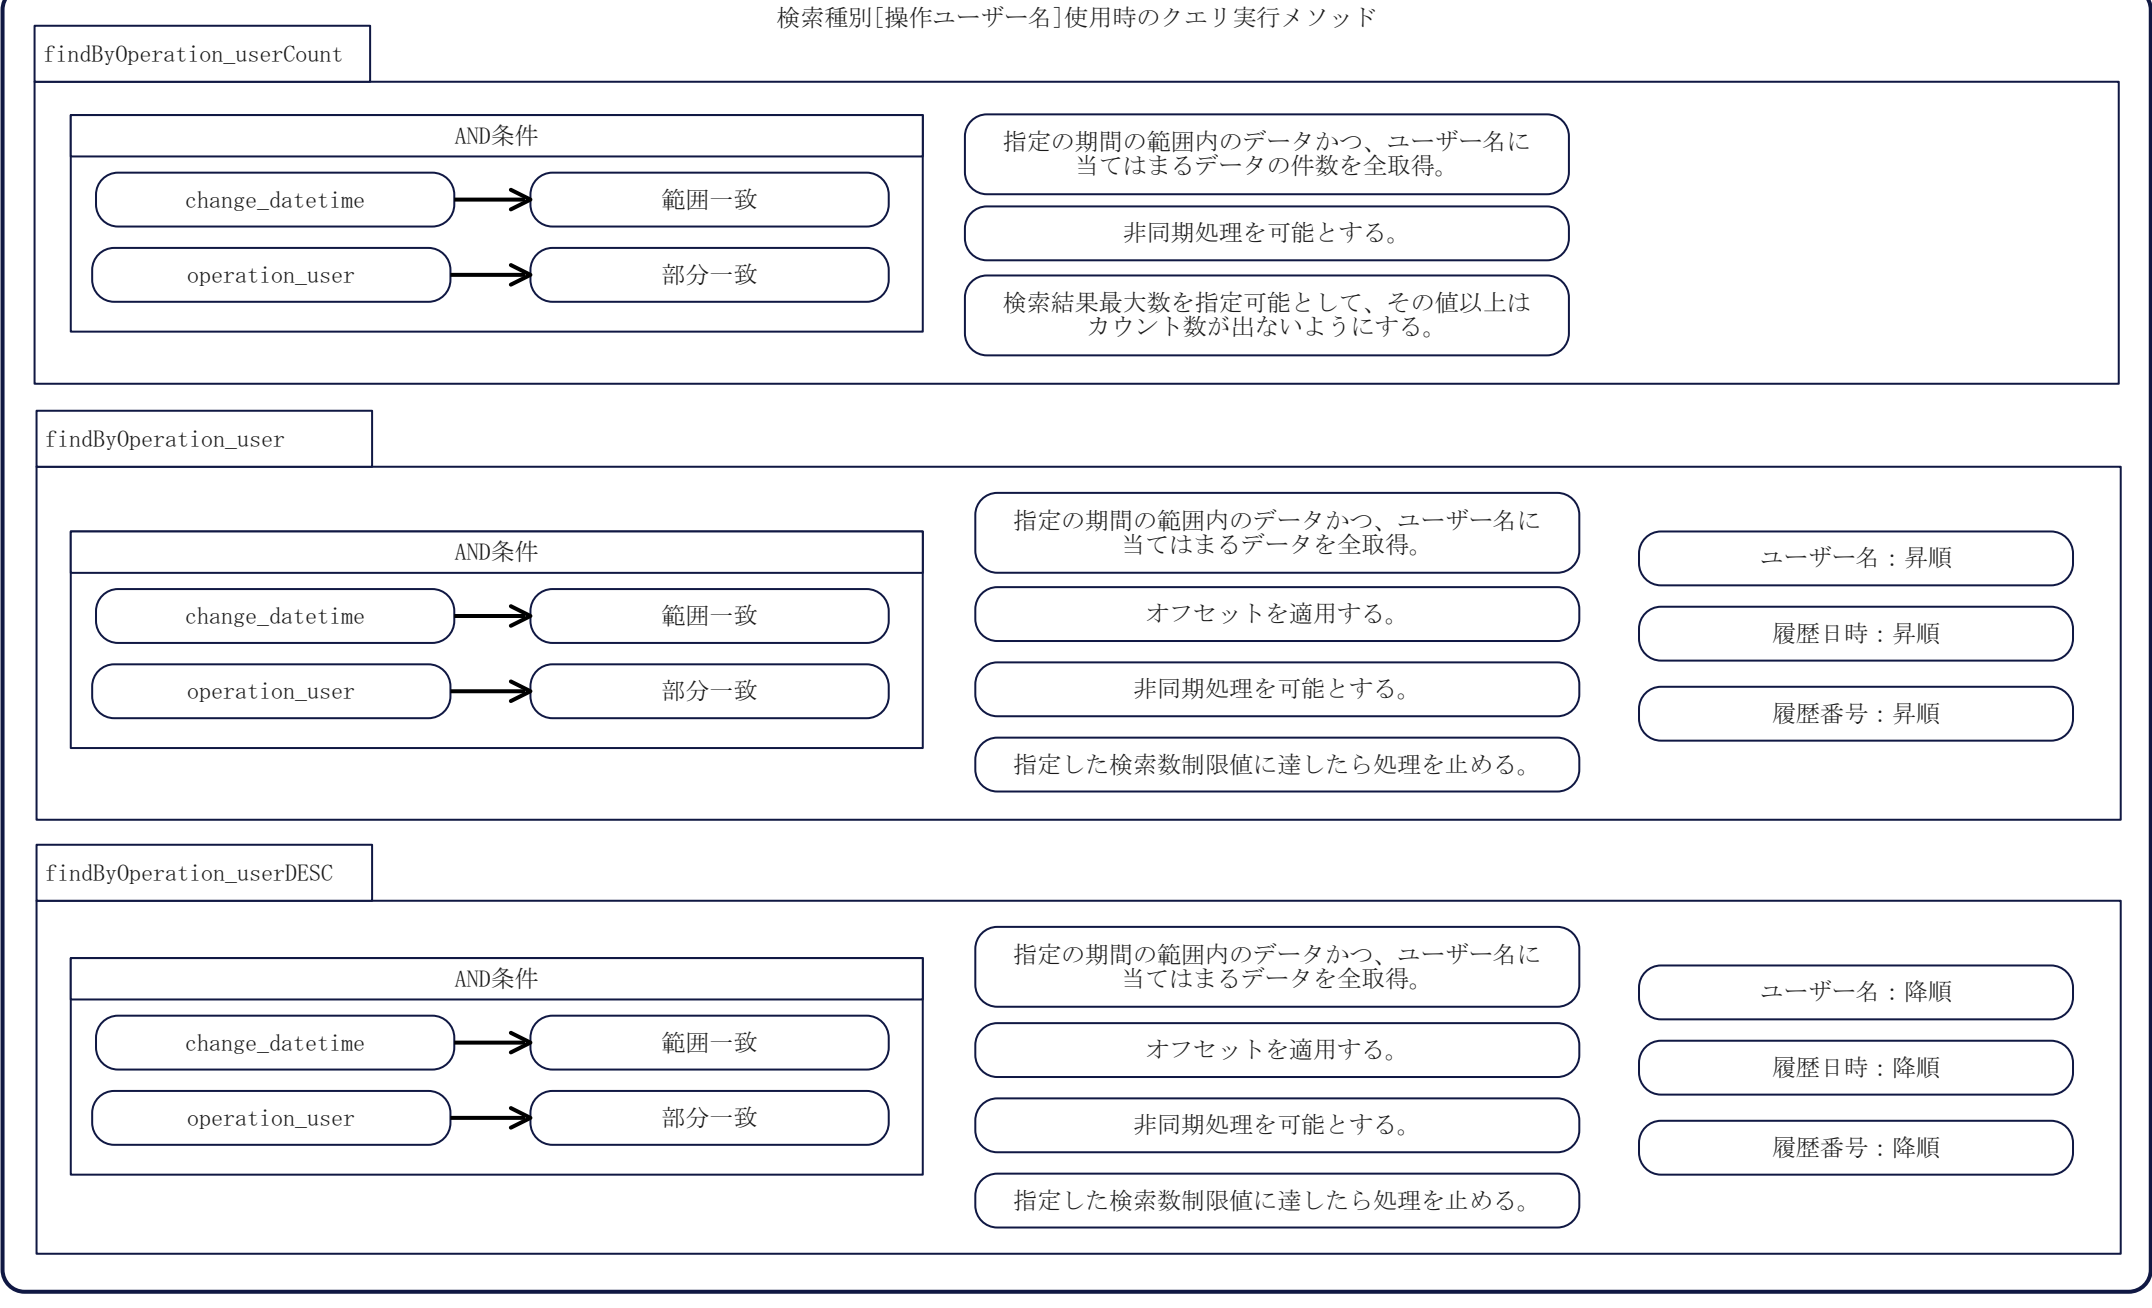 検索種別[操作ユーザー名]使用時のクエリ実行メソッド
findByOperation_userCount
AND条件
change_datetime
範囲一致
operation_user
部分一致
指定の期間の範囲内のデータかつ、ユーザー名に
当てはまるデータの件数を全取得。
非同期処理を可能とする。
検索結果最大数を指定可能として、その値以上は
カウント数が出ないようにする。
findByOperation_user
AND条件
change_datetime
範囲一致
operation_user
部分一致
指定の期間の範囲内のデータかつ、ユーザー名に
当てはまるデータを全取得。
オフセットを適用する。
非同期処理を可能とする。
指定した検索数制限値に達したら処理を止める。
ユーザー名：昇順
履歴日時：昇順
履歴番号：昇順
findByOperation_userDESC
AND条件
change_datetime
範囲一致
operation_user
部分一致
指定の期間の範囲内のデータかつ、ユーザー名に
当てはまるデータを全取得。
オフセットを適用する。
非同期処理を可能とする。
指定した検索数制限値に達したら処理を止める。
ユーザー名：降順
履歴日時：降順
履歴番号：降順